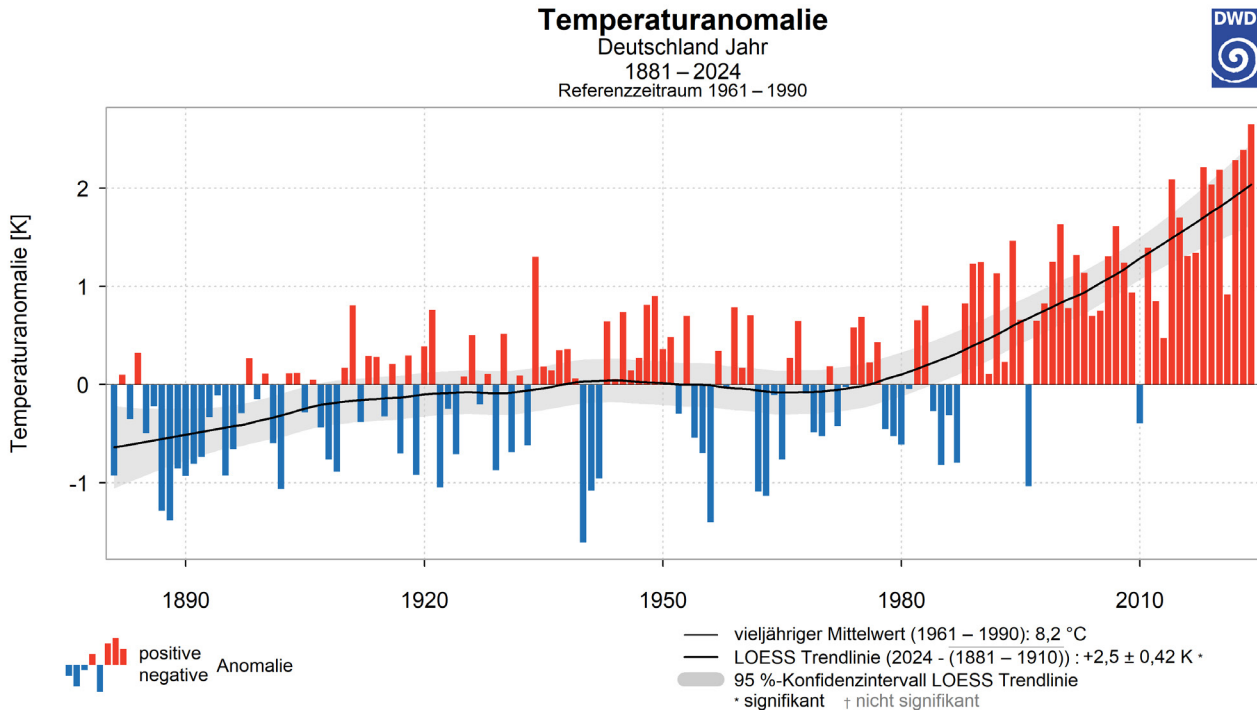 Temperaturanomalie
Deutschland Jahr
1881 – 2024
Referenzzeitraum 1961 – 1990
DWD
Temperaturanomalie [K]
2
1
0
-1
1890 1920 1950 1980 2010
positive
negative
Anomalie
vieljähriger Mittelwert (1961 – 1990): 8,2 °C
LOESS Trendlinie (2024 - (1881 – 1910)) : +2,5 ± 0,42 K *
95 %-Konfidenzintervall LOESS Trendlinie
* signifikant † nicht signifikant